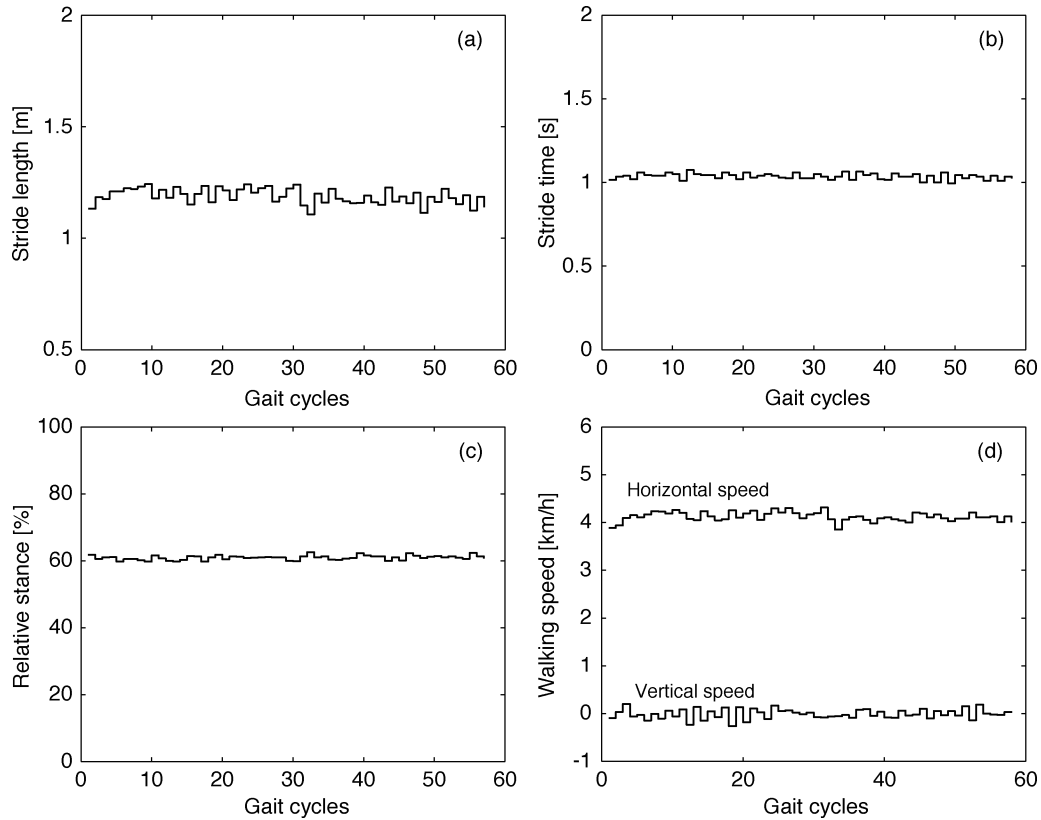 2
(a)
1.5
Stride length [m]
1
0.5
0 10 20 30 40 50 60
Gait cycles
2
(b)
1.5
Stride time [s]
1
0.5
0
0 20 40 60
Gait cycles
100
(c)
80
Relative stance [%]
60
40
20
0
0 10 20 30 40 50 60
Gait cycles
6
(d)
5
Horizontal speed
4
Walking speed [km/h]
3
2
1
Vertical speed
0
-1
0 20 40 60
Gait cycles